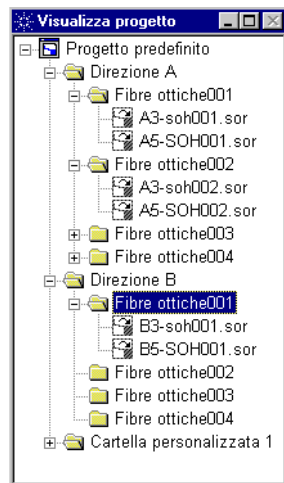 Visualizza progetto
Progetto predefinito
Direzione A
Fibre ottiche001
A3-soh001.sor
A5-SOH001.sor
Fibre ottiche002
A3-soh002.sor
A5-SOH002.sor
Fibre ottiche003
Fibre ottiche004
Direzione B
Fibre ottiche001
B3-soh001.sor
B5-SOH001.sor
Fibre ottiche002
Fibre ottiche003
Fibre ottiche004
Cartella personalizzata 1